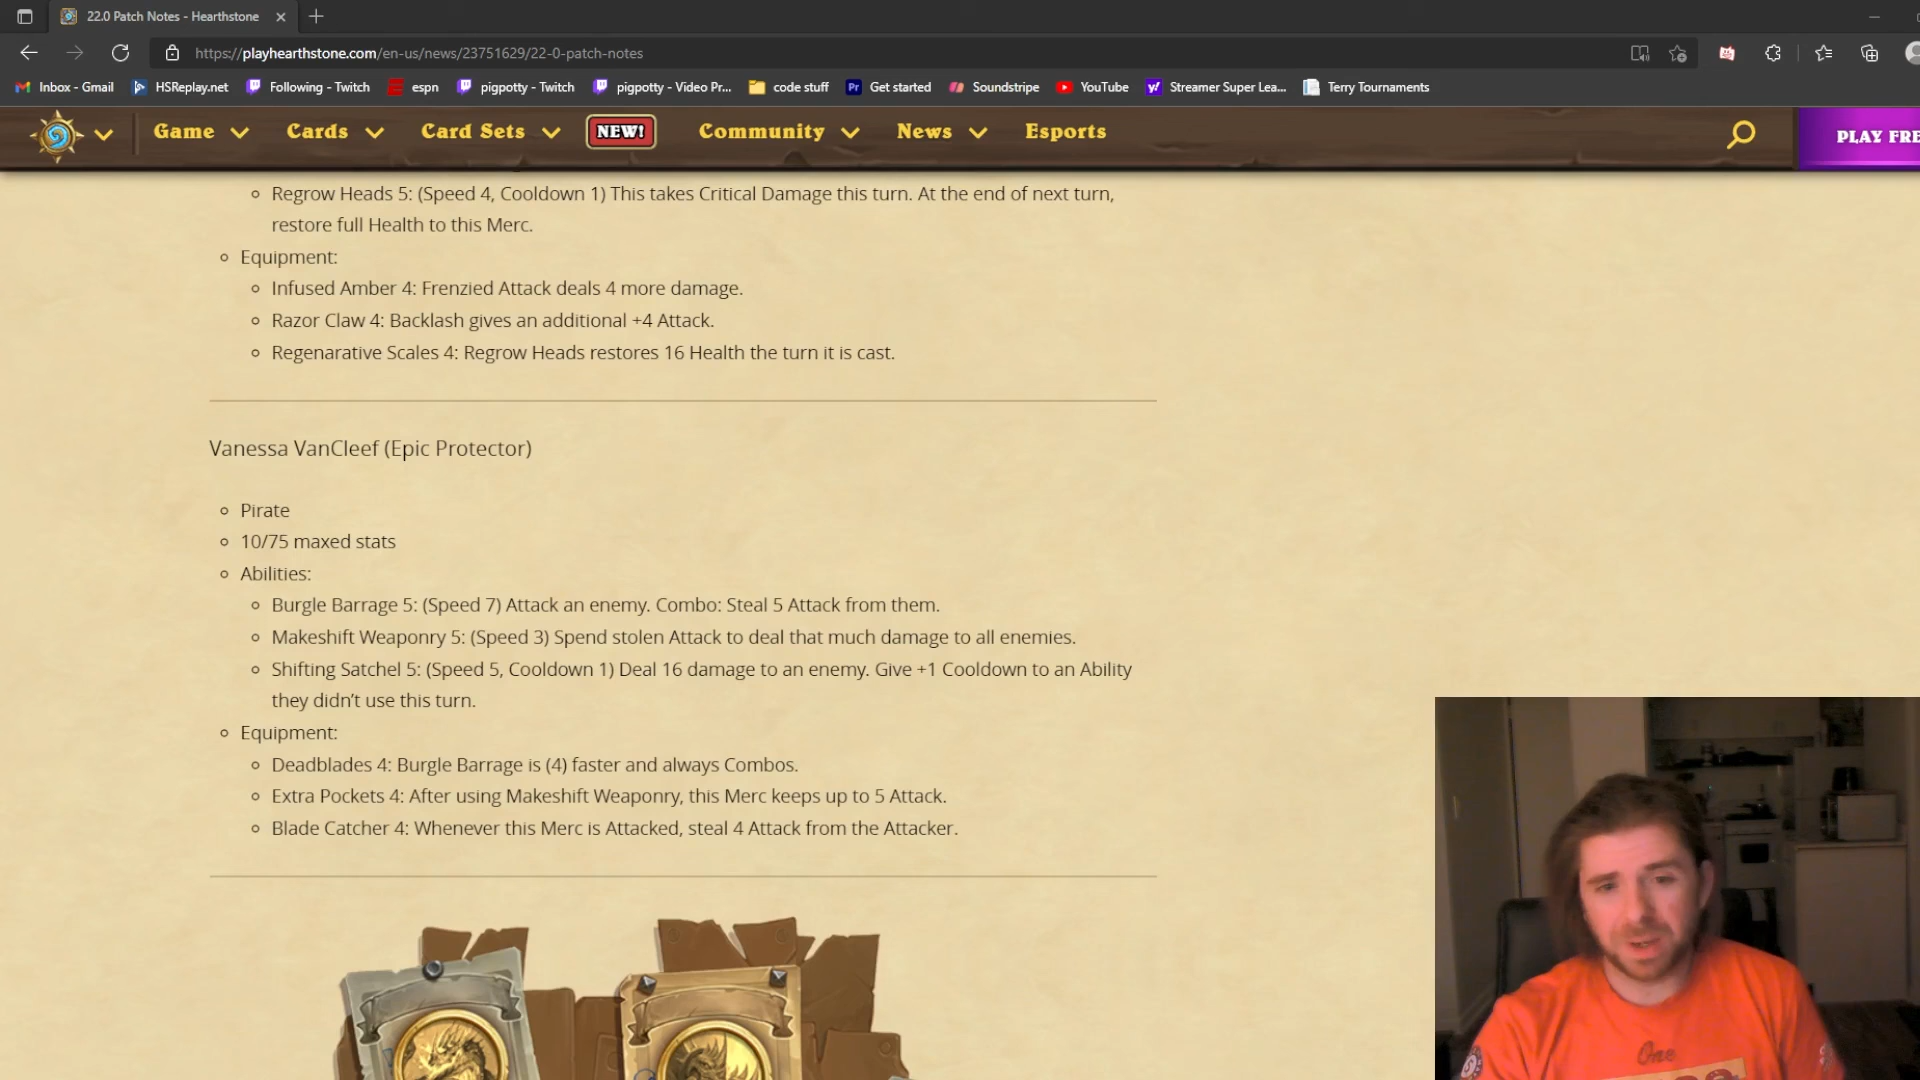 22.0 Patch Notes - Hearthstone
https://playhearthstone.com/en-us/news/23751629/22-0-patch-notes
Inbox - Gmail HSReplay.net Following - Twitch espn pigpotty - Twitch pigpotty - Video Pr... code stuff Pr Get started Soundstripe YouTube y! Streamer Super Lea... Terry Tournaments
Game Cards Card Sets NEW! Community News Esports PLAY FRE
Regrow Heads 5: (Speed 4, Cooldown 1) This takes Critical Damage this turn. At the end of next turn,
restore full Health to this Merc.
Equipment:
Infused Amber 4: Frenzied Attack deals 4 more damage.
Razor Claw 4: Backlash gives an additional +4 Attack.
Regenarative Scales 4: Regrow Heads restores 16 Health the turn it is cast.
Vanessa VanCleef (Epic Protector)
Pirate
10/75 maxed stats
Abilities:
Burgle Barrage 5: (Speed 7) Attack an enemy. Combo: Steal 5 Attack from them.
Makeshift Weaponry 5: (Speed 3) Spend stolen Attack to deal that much damage to all enemies.
Shifting Satchel 5: (Speed 5, Cooldown 1) Deal 16 damage to an enemy. Give +1 Cooldown to an Ability
they didn't use this turn.
Equipment:
Deadblades 4: Burgle Barrage is (4) faster and always Combos.
Extra Pockets 4: After using Makeshift Weaponry, this Merc keeps up to 5 Attack.
Blade Catcher 4: Whenever this Merc is Attacked, steal 4 Attack from the Attacker.
One